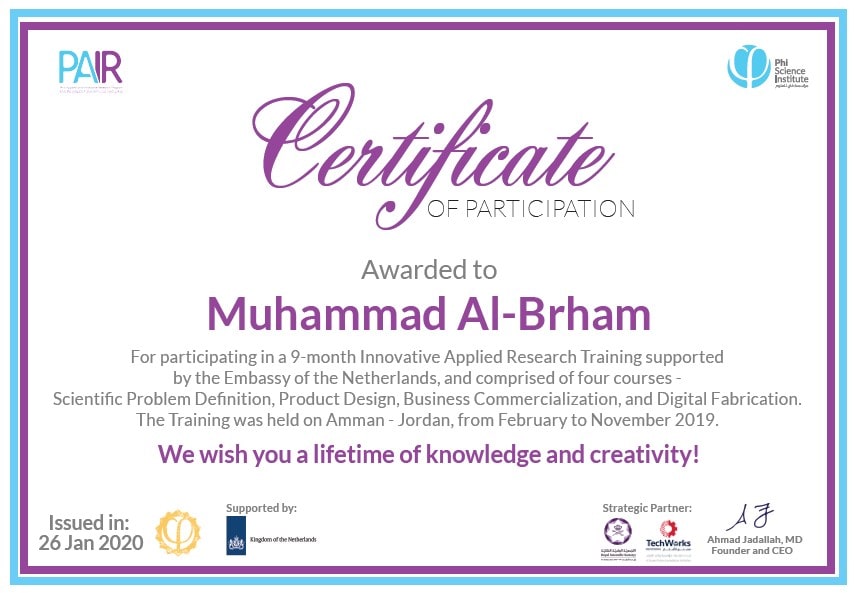 PAIR
Phi
Science
Institute
Certificate
OF PARTICIPATION
Awarded to
Muhammad Al-Brham
For participating in a 9-month Innovative Applied Research Training supported
by the Embassy of the Netherlands, and comprised of four courses -
Scientific Problem Definition, Product Design, Business Commercialization, and Digital Fabrication.
The Training was held on Amman - Jordan, from February to November 2019.
We wish you a lifetime of knowledge and creativity!
Issued in:
26 Jan 2020
Supported by:
Kingdom of the Netherlands
Strategic Partner:
TechWorks
Ahmad Jadallah, MD
Founder and CEO